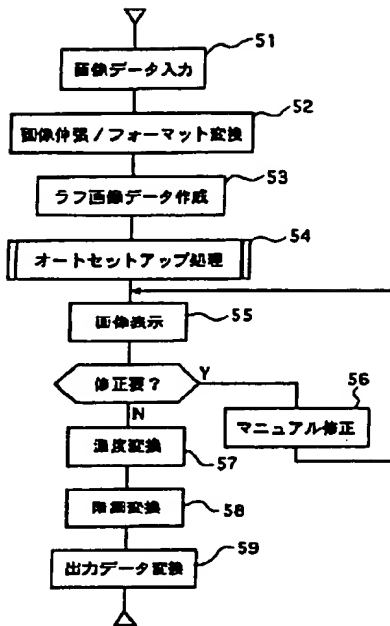 51
画像データ入力
52
画像伸張/フォーマット変換
53
ラフ画像データ作成
54
オートセットアップ処理
55
画像表示
修正要?
Y
N
56
マニュアル修正
濃度変換
57
階調変換
58
出力データ変換
59